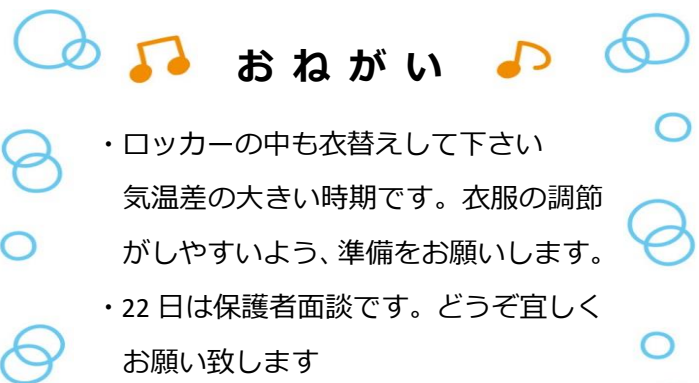 おねがい
・ロッカーの中も衣替えして下さい
気温差の大きい時期です。衣服の調節
がしやすいよう、準備をお願いします。
・22日は保護者面談です。どうぞ宜しく
お願い致します